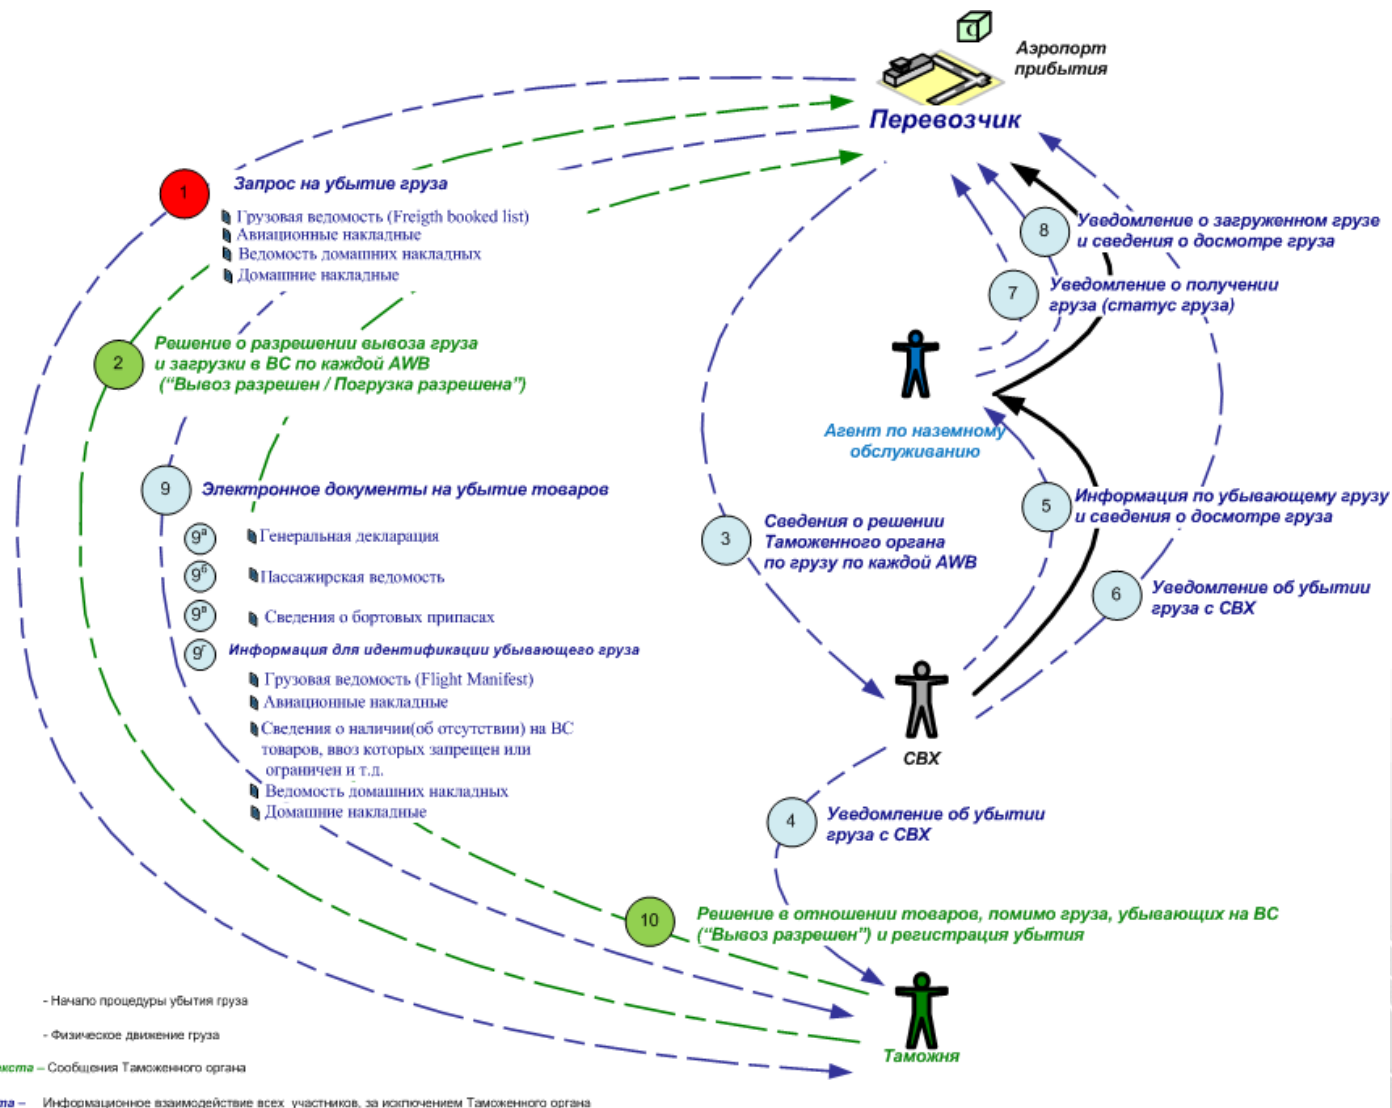 С
Аэропорт
прибытия
Перевозчик
1
Запрос на убытие груза
Грузовая ведомость (Freigth booked list)
Авиационные накладные
Ведомость домашних накладных
Домашние накладные
8
Уведомление о загруженном грузе
и сведения о досмотре груза
7
Уведомление о получении
груза (статус груза)
2
Решение о разрешении вывоза груза
и загрузки в ВС по каждой AWB
(“Вывоз разрешен / Погрузка разрешена”)
Агент по наземному
обслуживанию
9
Электронное документы на убытие товаров
9а
Генеральная декларация
9б
Пассажирская ведомость
9в
Сведения о бортовых припасах
9г
Информация для идентификации убывающего груза
Грузовая ведомость (Flight Manifest)
Авиационные накладные
Сведения о наличии(об отсутствии) на ВС
товаров, ввоз которых запрещен или
ограничен и т.д.
Ведомость домашних накладных
Домашние накладные
3
Сведения о решении
Таможенного органа
по грузу по каждой AWB
5
Информация по убывающему грузу
и сведения о досмотре груза
6
Уведомление об убытии
груза с СВХ
СВХ
4
Уведомление об убытии
груза с СВХ
10
Решение в отношении товаров, помимо груза, убывающих на ВС
(“Вывоз разрешен”) и регистрация убытия
Таможня
- Начало процедуры убытия груза
- Физическое движение груза
екста – Сообщения Таможенного органа
та – Информационное взаимодействие всех участников, за исключением Таможенного органа